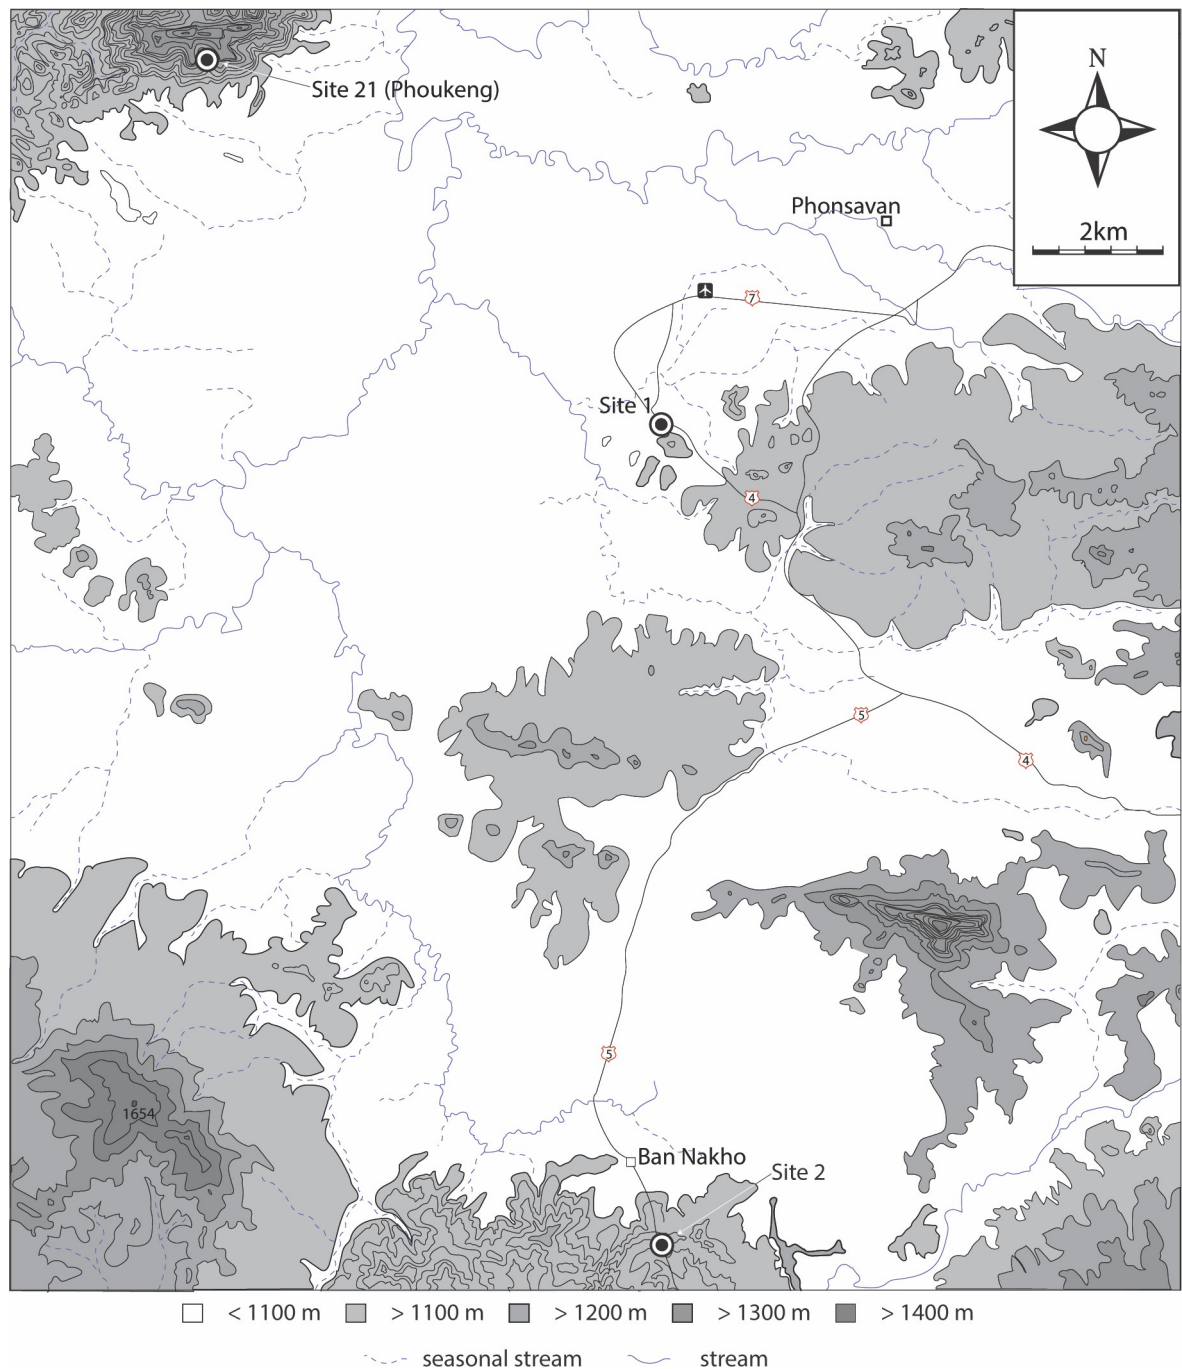 Site 21 (Phoukeng)
N
2km
Phonsavan
7
Site 1
4
5
4
5
1654
Ban Nakho
Site 2
< 1100 m > 1100 m > 1200 m > 1300 m > 1400 m
seasonal stream stream